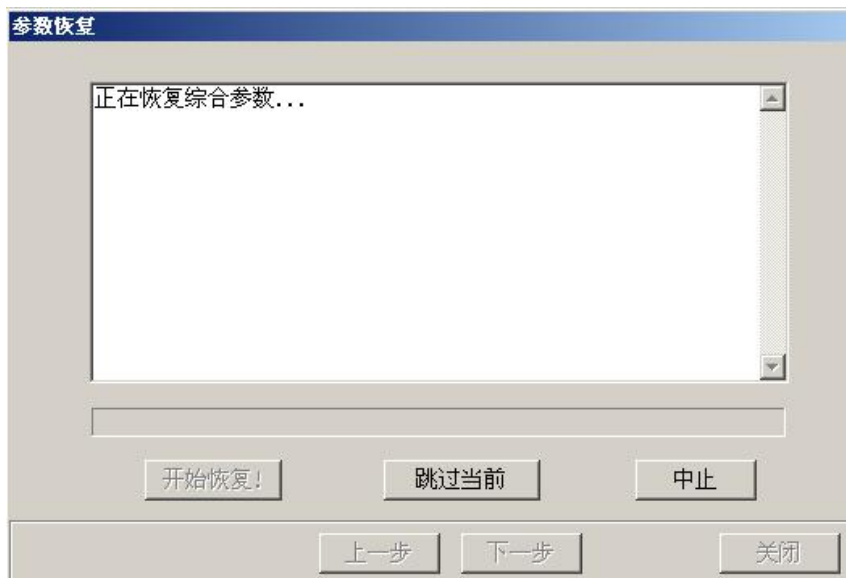 参数恢复
正在恢复综合参数...
开始恢复!
跳过当前
中止
上一步
下一步
关闭